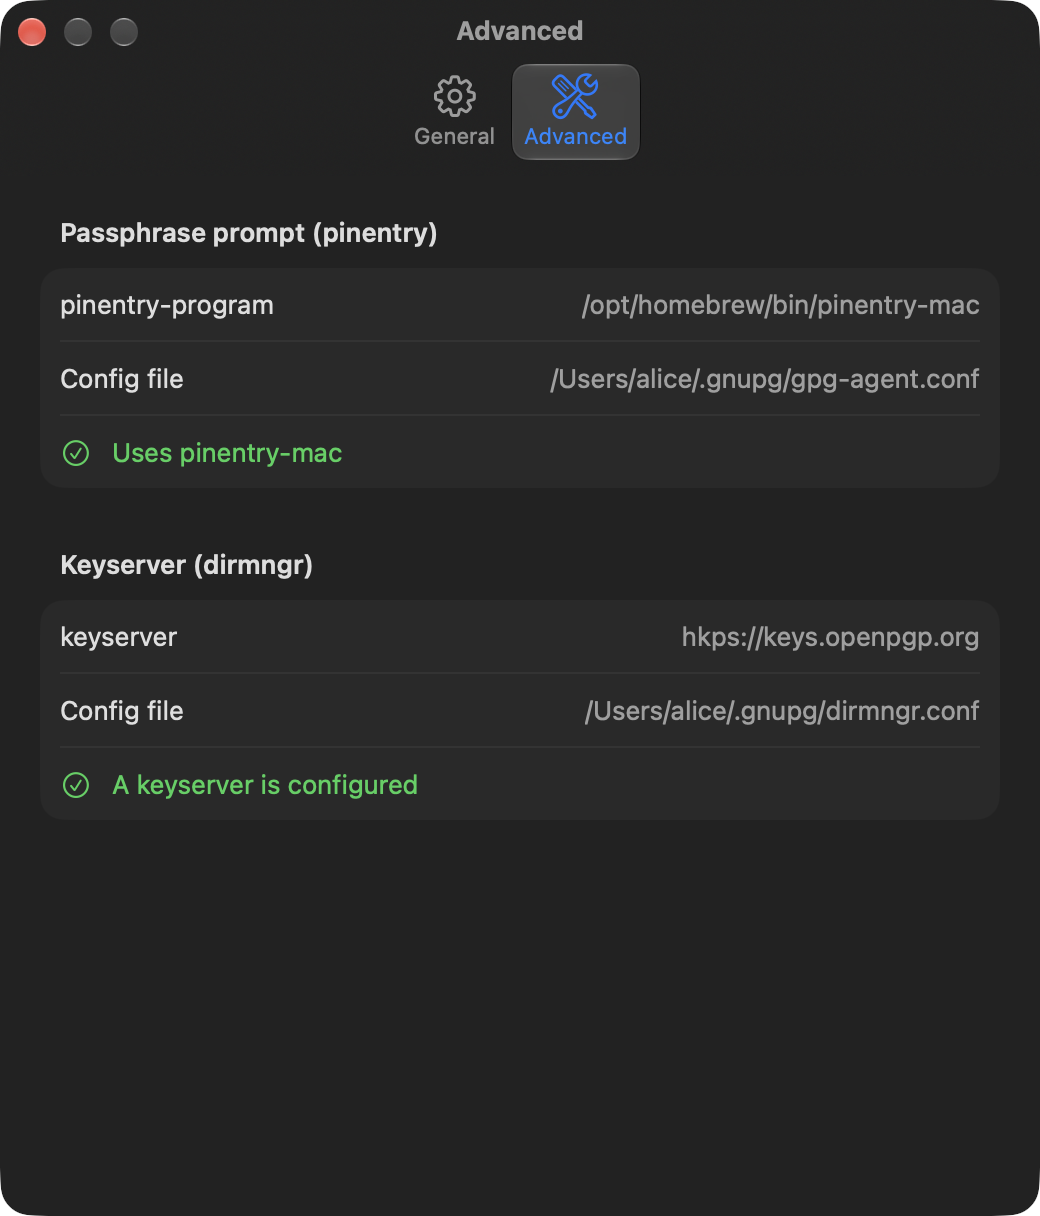 Advanced
General
Advanced
Passphrase prompt (pinentry)
pinentry-program
/opt/homebrew/bin/pinentry-mac
Config file
/Users/alice/.gnupg/gpg-agent.conf
Uses pinentry-mac
Keyserver (dirmngr)
keyserver
hkps://keys.openpgp.org
Config file
/Users/alice/.gnupg/dirmngr.conf
A keyserver is configured